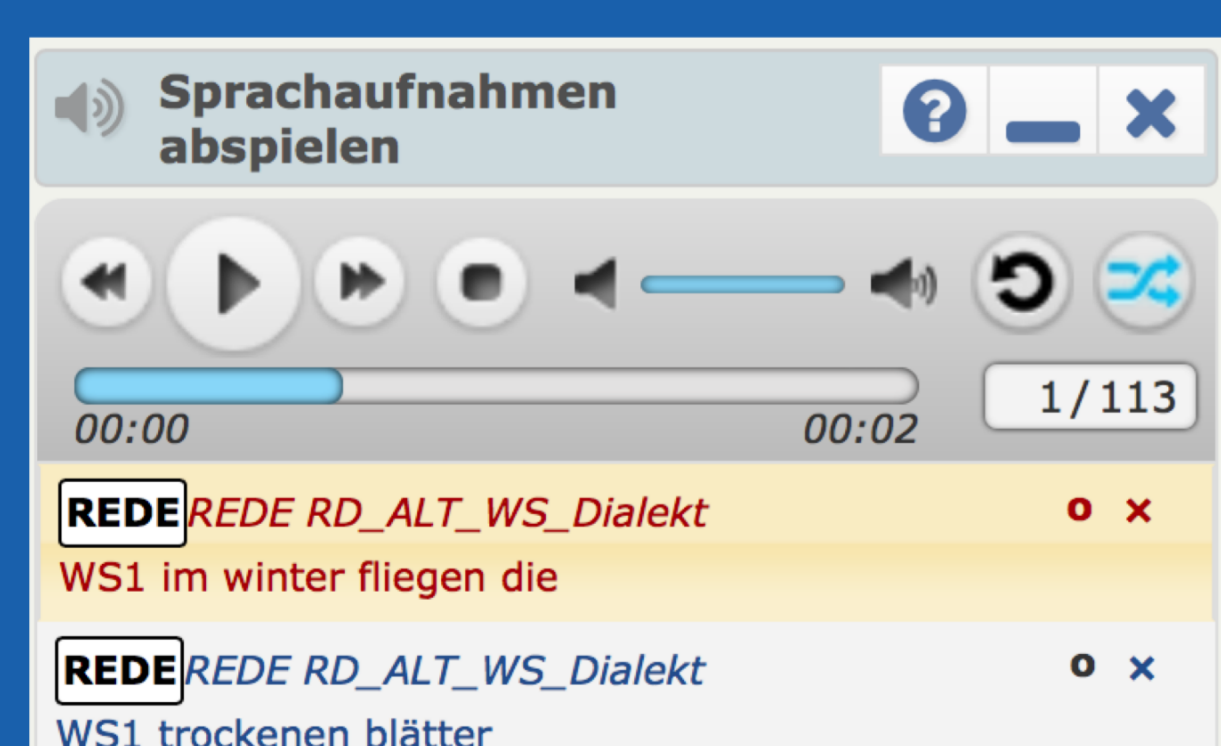 Sprachaufnahmen
abspielen
00:00 00:02 1/113
REDE REDE RD_ALT_WS_Dialekt o ×
WS1 im winter fliegen die
REDE REDE RD_ALT_WS_Dialekt o ×
WS1 trockenen blätter